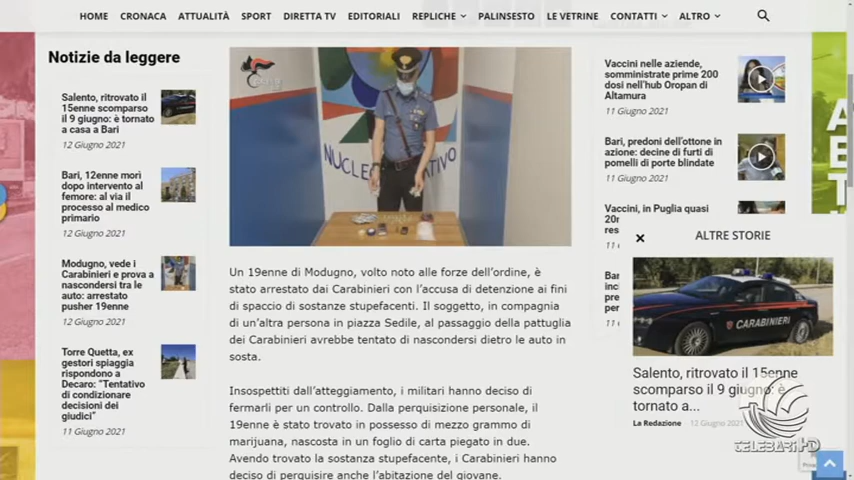 HOME CRONACA ATTUALITÀ SPORT DIRETTA TV EDITORIALI REPLICHE PALINSESTO LE VETRINE CONTATTI ALTRO
Notizie da leggere
Salento, ritrovato il
15enne scomparso
il 9 giugno: è tornato
a casa a Bari
12 Giugno 2021
Bari, 12enne morì
dopo intervento al
femore: al via il
processo al medico
primario
12 Giugno 2021
Modugno, vede i
Carabinieri e prova a
nascondersi tra le
auto: arrestato
pusher 19enne
12 Giugno 2021
Torre Quetta, ex
gestori spiaggia
rispondono a
Decaro: “Tentativo
di condizionare
decisioni dei
giudici”
11 Giugno 2021
NUCLEO
Un 19enne di Modugno, volto noto alle forze dell’ordine, è
stato arrestato dai Carabinieri con l’accusa di detenzione ai fini
di spaccio di sostanze stupefacenti. Il soggetto, in compagnia
di un’altra persona in piazza Sedile, al passaggio della pattuglia
dei Carabinieri avrebbe tentato di nascondersi dietro le auto in
sosta.
Insospettiti dall’atteggiamento, i militari hanno deciso di
fermarli per un controllo. Dalla perquisizione personale, il
19enne è stato trovato in possesso di mezzo grammo di
marijuana, nascosta in un foglio di carta piegato in due.
Avendo trovato la sostanza stupefacente, i Carabinieri hanno
deciso di perquisire anche l’abitazione del giovane.
Vaccini nelle aziende,
somministrate prime 200
dosi nell’hub Oropan di
Altamura
11 Giugno 2021
Bari, predoni dell’ottone in
azione: decine di furti di
pomelli di porte blindate
11 Giugno 2021
Vaccini, in Puglia quasi
ALTRE STORIE
CARABINIERI
Salento, ritrovato il 15enne
scomparso il 9 giugno: è
tornato a...
La Redazione 12 Giugno 2021
TELEBARI HD